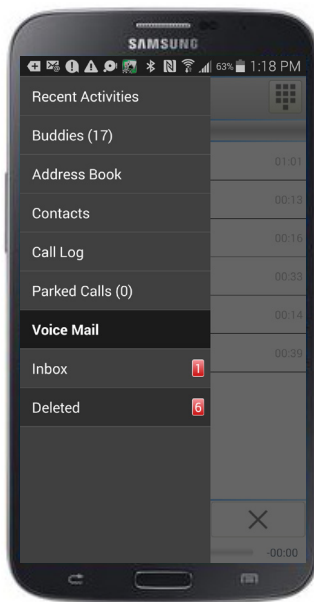 SAMSUNG
63% 1:18 PM
Recent Activities
Buddies (17)
Address Book
01:01
Contacts
00:13
Call Log
00:16
Parked Calls (0)
00:33
Voice Mail
00:14
Inbox 1
00:39
Deleted 6
-00:00